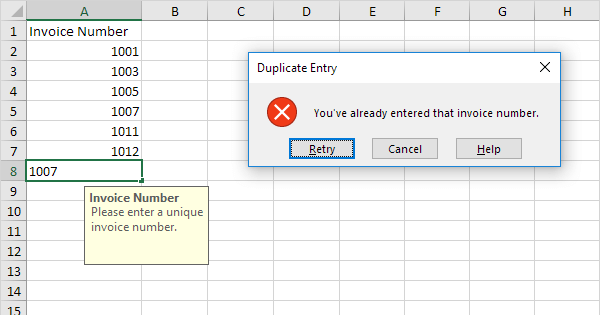 A B C D E F G H
1 Invoice Number
2 1001
3 1003
4 1005
5 1007
6 1011
7 1012
8 1007
9
10
11
12
13
14
15
Invoice Number
Please enter a unique
invoice number.
Duplicate Entry
You've already entered that invoice number.
Retry Cancel Help